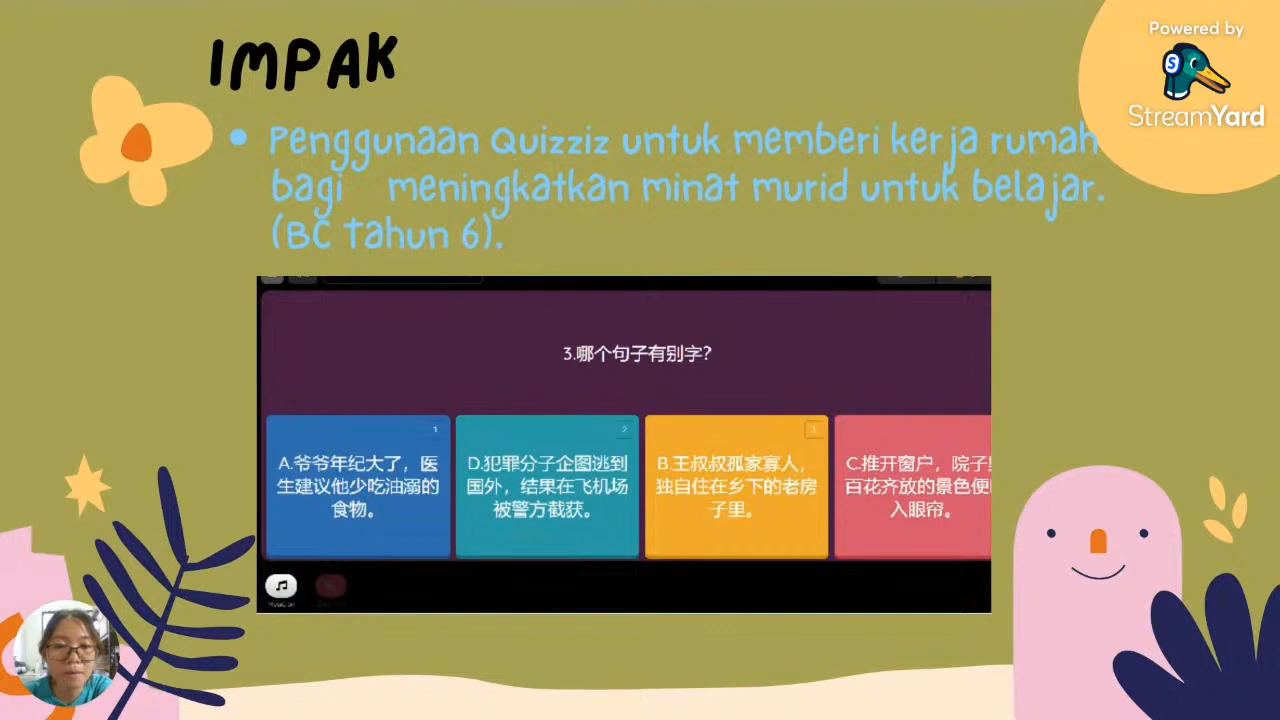 IMPAK
Powered by
StreamYard
• Penggunaan Quizziz untuk memberi kerja rumah
bagi meningkatkan minat murid untuk belajar.
(BC Tahun 6).
3.哪个句子有别字?
1
A.爷爷年纪大了，医
生建议他少吃油溺的
食物。
2
D.犯罪分子企图逃到
国外，结果在飞机场
被警方截获。
3
B.王叔叔孤家寡人，
独自住在乡下的老房
子里。
C.推开窗户，院子
百花齐放的景色便
入眼帘。